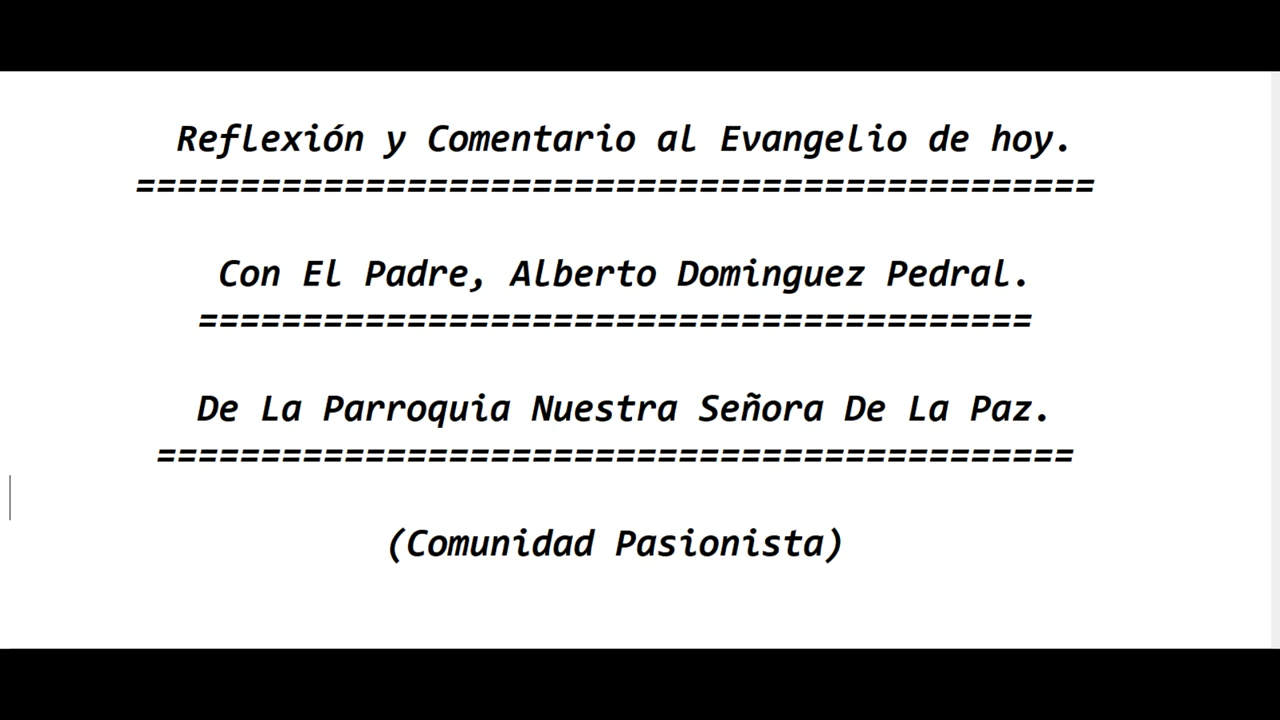 Reflexión y Comentario al Evangelio de hoy.
==============================================
Con El Padre, Alberto Dominguez Pedral.
========================================
De La Parroquia Nuestra Señora De La Paz.
============================================
(Comunidad Pasionista)